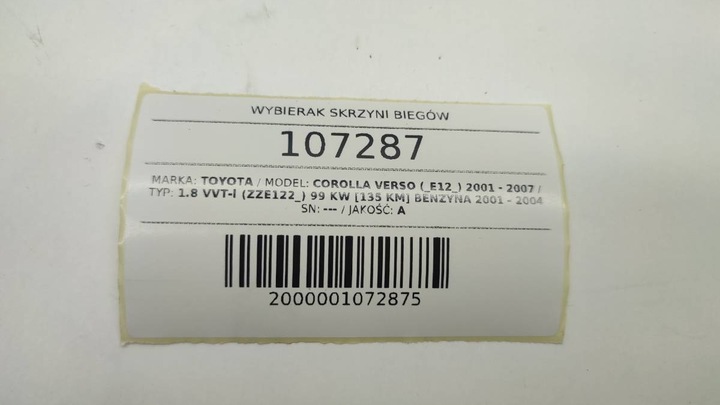 WYBIERAK SKRZYNI BIEGÓW
107287
MARKA: TOYOTA / MODEL: COROLLA VERSO (_E12_) 2001 - 2007 /
TYP: 1.8 VVT-I (ZZE122_) 99 KW [135 KM] BENZYNA 2001 - 2004
SN: --- / JAKOŚĆ: A
2000001072875